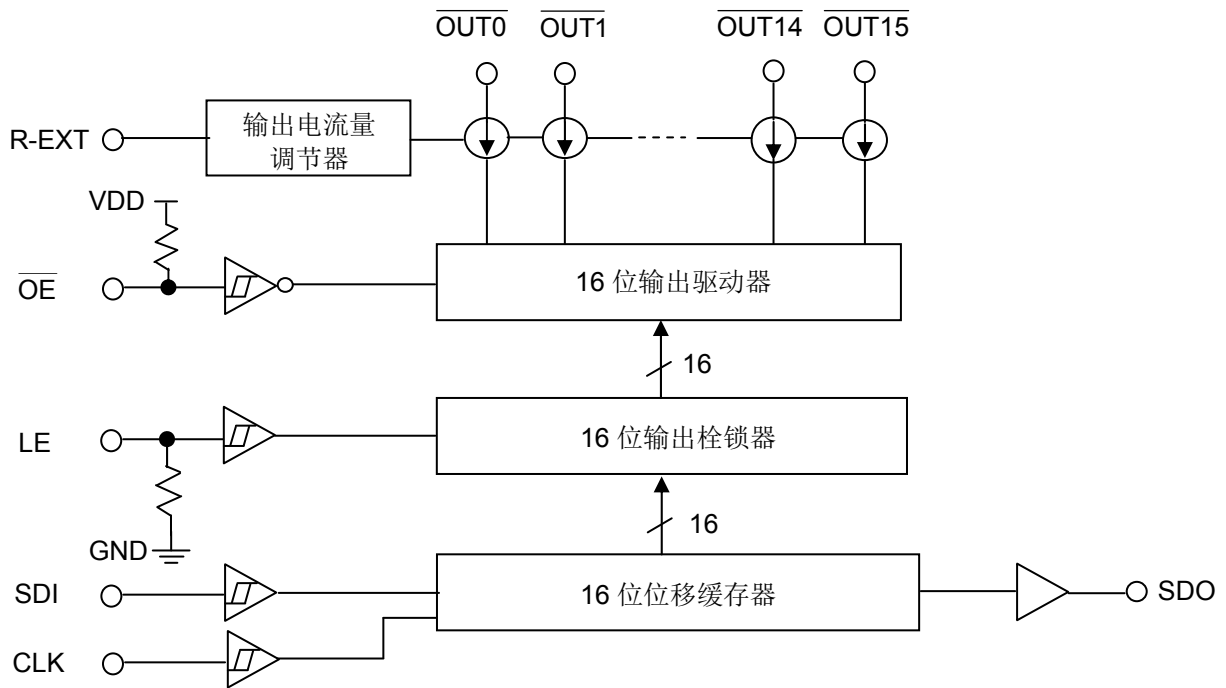 OUT0 OUT1 OUT14 OUT15
R-EXT
输出电流量
调节器
VDD
OE
16 位输出驱动器
16
LE
16 位输出栓锁器
16
GND
SDI
16 位位移缓存器
SDO
CLK